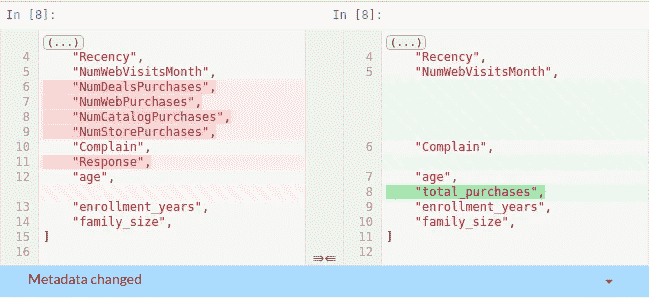 In [8]:
(...)
4 "Recency",
5 "NumWebVisitsMonth",
6 "NumDealsPurchases",
7 "NumWebPurchases",
8 "NumCatalogPurchases",
9 "NumStorePurchases",
10 "Complain",
11 "Response",
12 "age",
13 "enrollment_years",
14 "family_size",
15 ]
16
In [8]:
(...)
4 "Recency",
5 "NumWebVisitsMonth",
6 "Complain",
7 "age",
8 "total_purchases",
9 "enrollment_years",
10 "family_size",
11 ]
12
Metadata changed